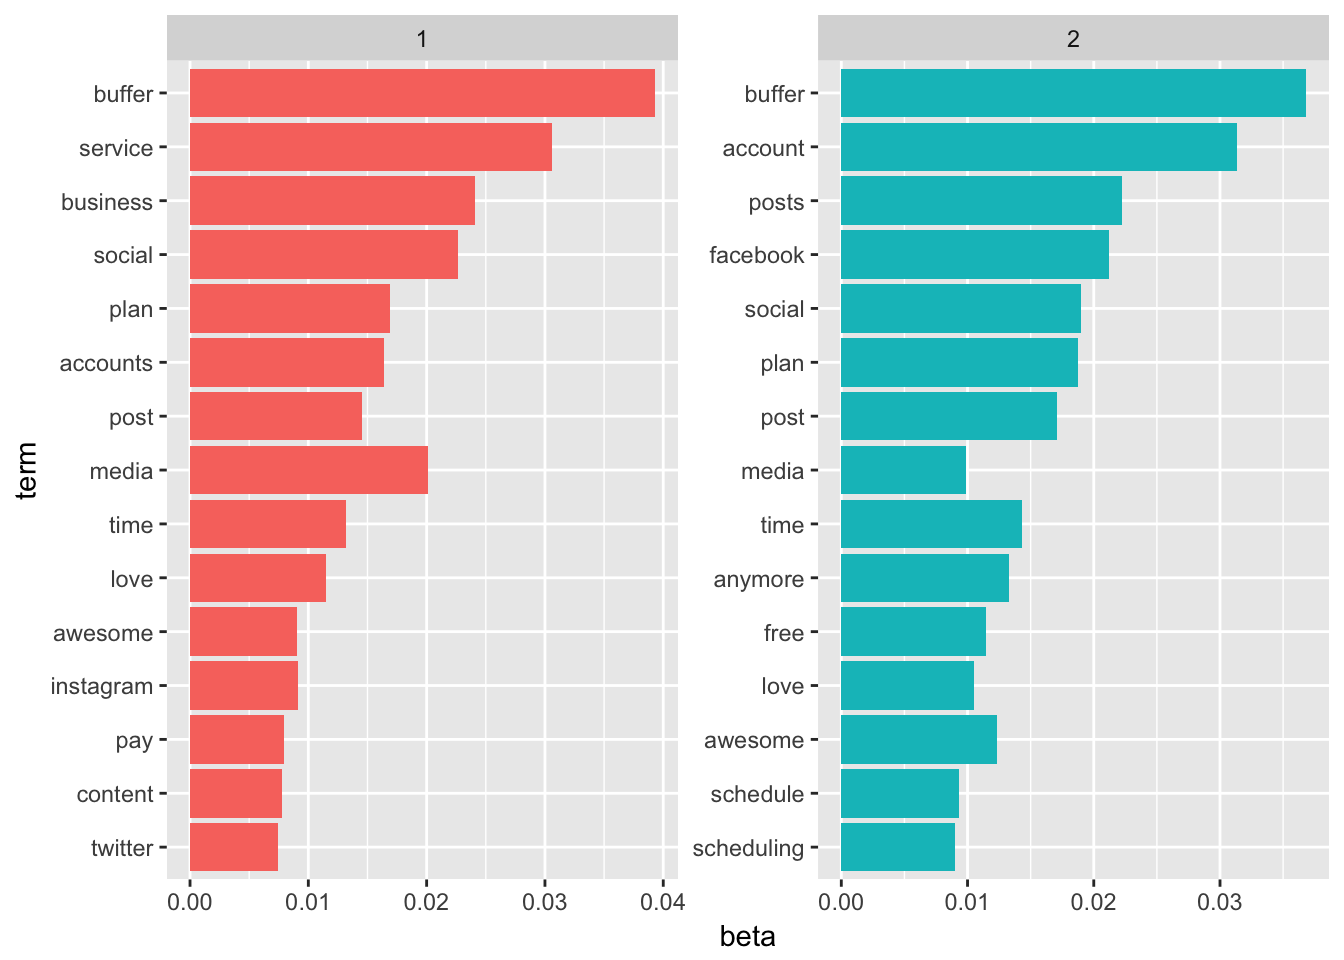 1
2
term
buffer
service
business
social
plan
accounts
post
media
time
love
awesome
instagram
pay
content
twitter
0.00 0.01 0.02 0.03 0.04
buffer
account
posts
facebook
social
plan
post
media
time
anymore
free
love
awesome
schedule
scheduling
0.00 0.01 0.02 0.03
beta